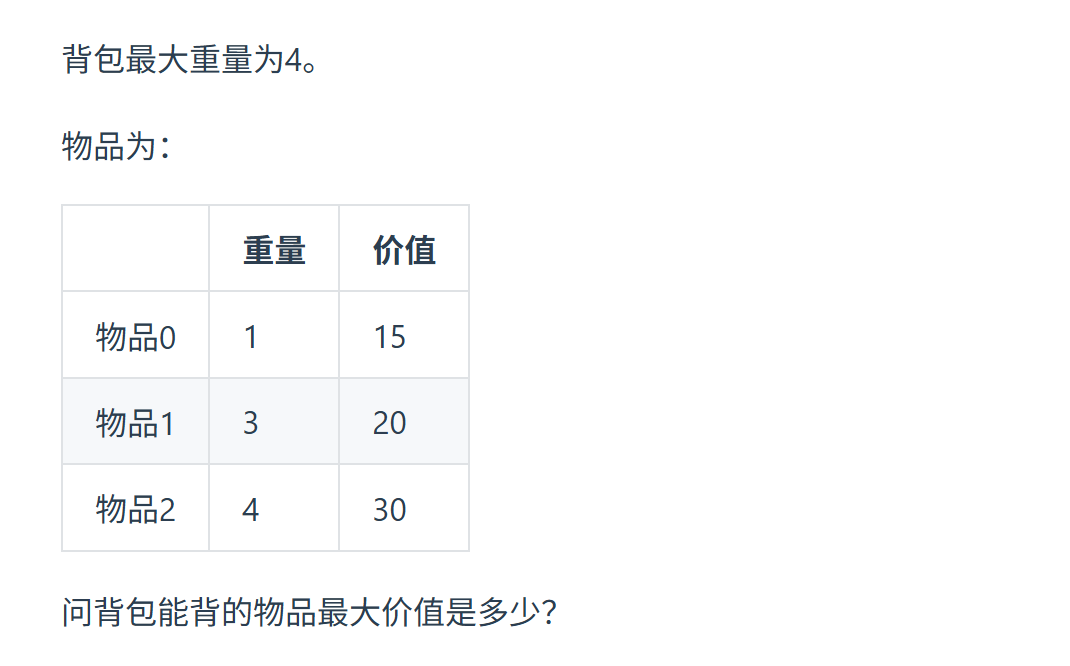 背包最大重量为4。
物品为：
重量 价值
物品0 1 15
物品1 3 20
物品2 4 30
问背包能背的物品最大价值是多少？